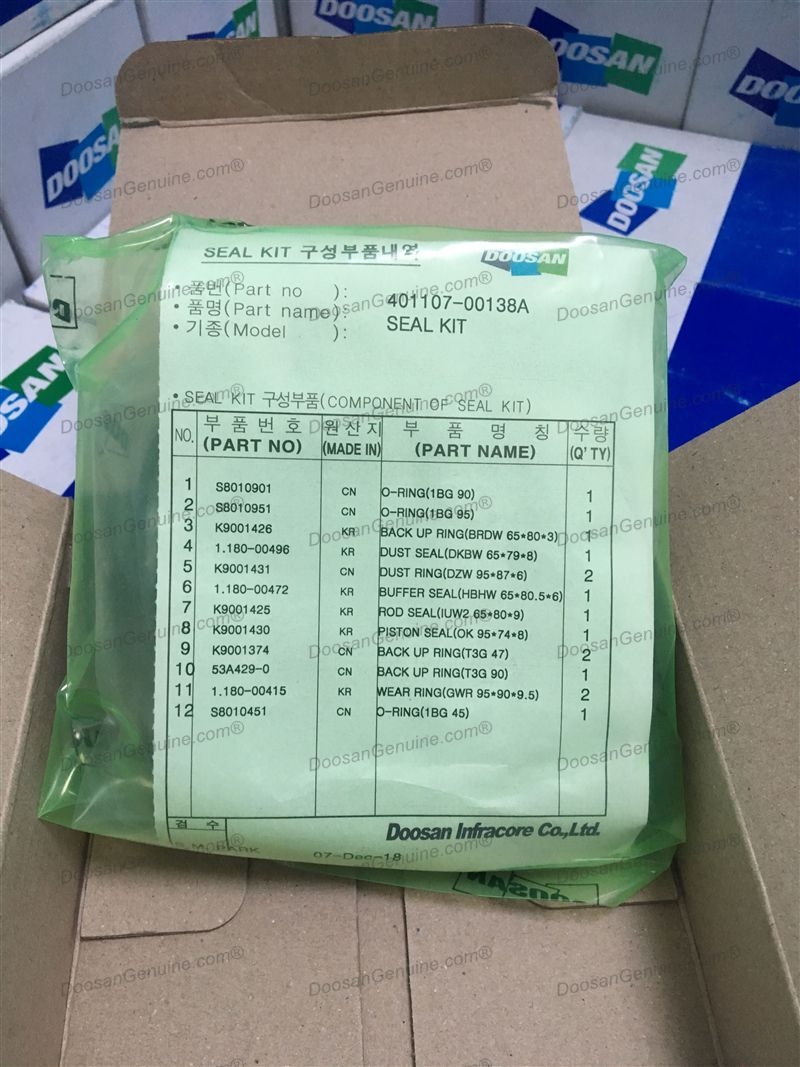 DOOSAN
DOOSAN
DOOSAN
DOOSAN
DOOSAN
SEAL KIT 구성부품내역
DOOSAN
• 품번(Part no ): 401107-00138A
• 품명(Part name): SEAL KIT
• 기종(Model ):
• SEAL KIT 구성부품(COMPONENT OF SEAL KIT)
NO. 부 품 번 호 (PART NO) 원 산 지 (MADE IN) 부 품 명 칭 (PART NAME) 수량 (Q' TY)
1 S8010901 CN O-RING(1BG 90) 1
2 S8010951 CN O-RING(1BG 95) 1
3 K9001426 KR BACK UP RING(BRDW 65*80*3) 1
4 1.180-00496 KR DUST SEAL(DKBW 65*79*8) 1
5 K9001431 CN DUST RING(DZW 95*87*6) 2
6 1.180-00472 KR BUFFER SEAL(HBHW 65*80.5*6) 1
7 K9001425 KR ROD SEAL(IUW2 65*80*9) 1
8 K9001430 KR PISTON SEAL(OK 95*74*8) 1
9 K9001374 CN BACK UP RING(T3G 47) 2
10 53A429-0 CN BACK UP RING(T3G 90) 1
11 1.180-00415 KR WEAR RING(GWR 95*90*9.5) 2
12 S8010451 CN O-RING(1BG 45) 1
검 수
Doosan Infracore Co.,Ltd.
PARK 07-Dec-18
DOOSAN
DoosanGenuine.com®